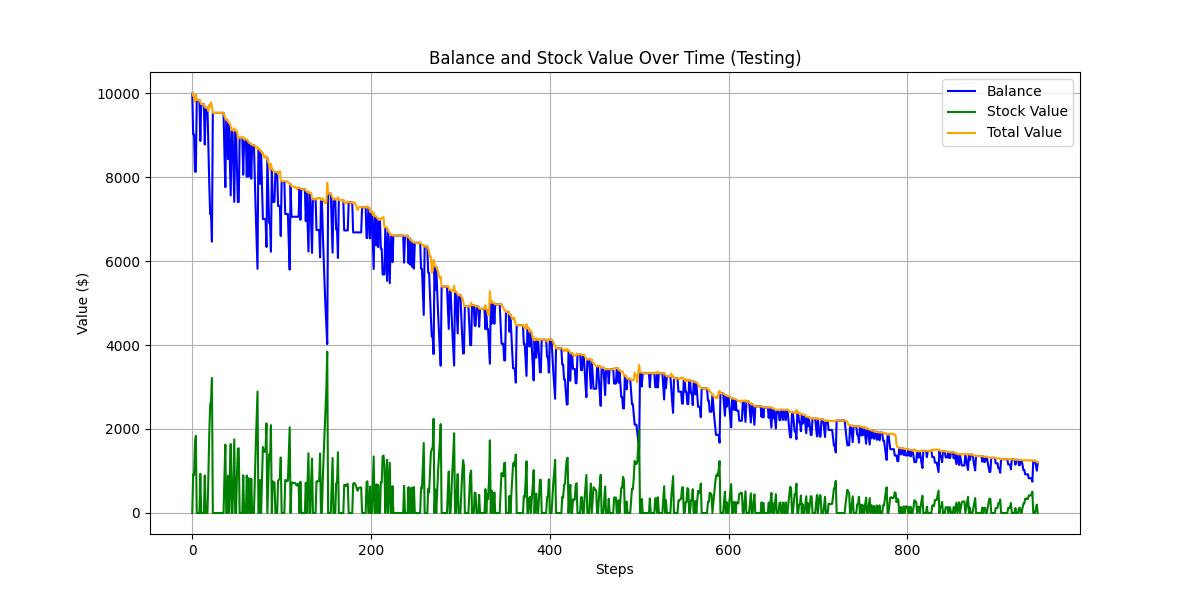 Balance and Stock Value Over Time (Testing)
Balance
Stock Value
Total Value
10000
8000
6000
4000
2000
0
Value ($)
0 200 400 600 800
Steps